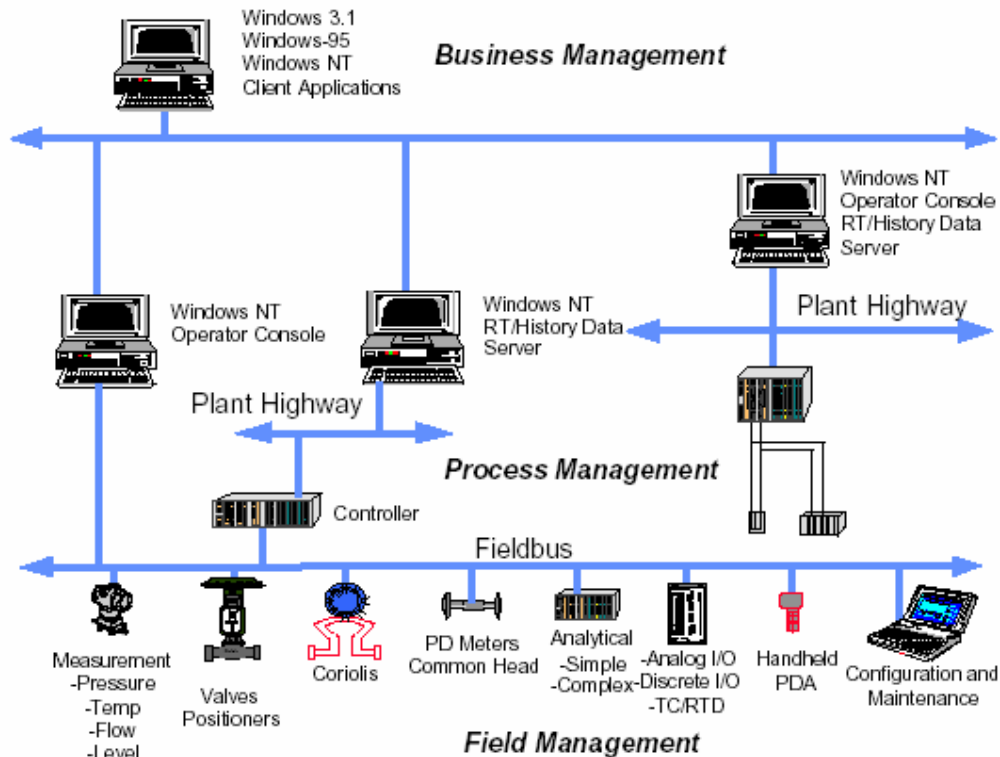 Windows 3.1
Windows-95
Windows NT
Client Applications
Business Management
Windows NT
Operator Console
RT/History Data
Server
Windows NT
Operator Console
Windows NT
RT/History Data
Server
Plant Highway
Plant Highway
Process Management
Controller
Fieldbus
Measurement
-Pressure
-Temp
-Flow
-Level
Valves
Positioners
Coriolis
PD Meters
Common Head
Analytical
-Simple
-Complex
-Analog I/O
-Discrete I/O
-TC/RTD
Handheld
PDA
Configuration and
Maintenance
Field Management